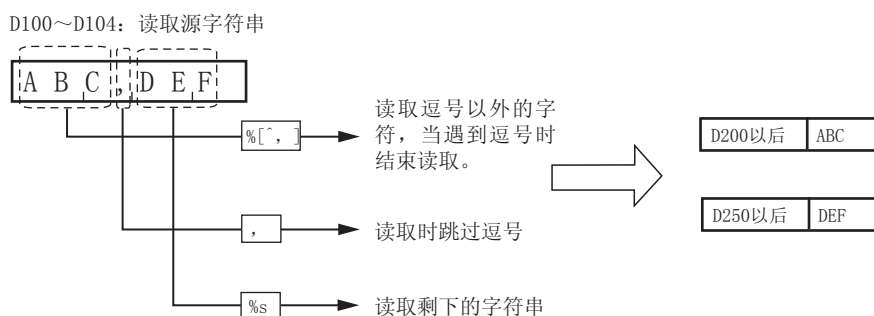 D100～D104：读取源字符串
A B C , D E F
%[^, ]
读取逗号以外的字
符，当遇到逗号时
结束读取。
D200以后 ABC
D250以后 DEF
,
读取时跳过逗号
%s
读取剩下的字符串